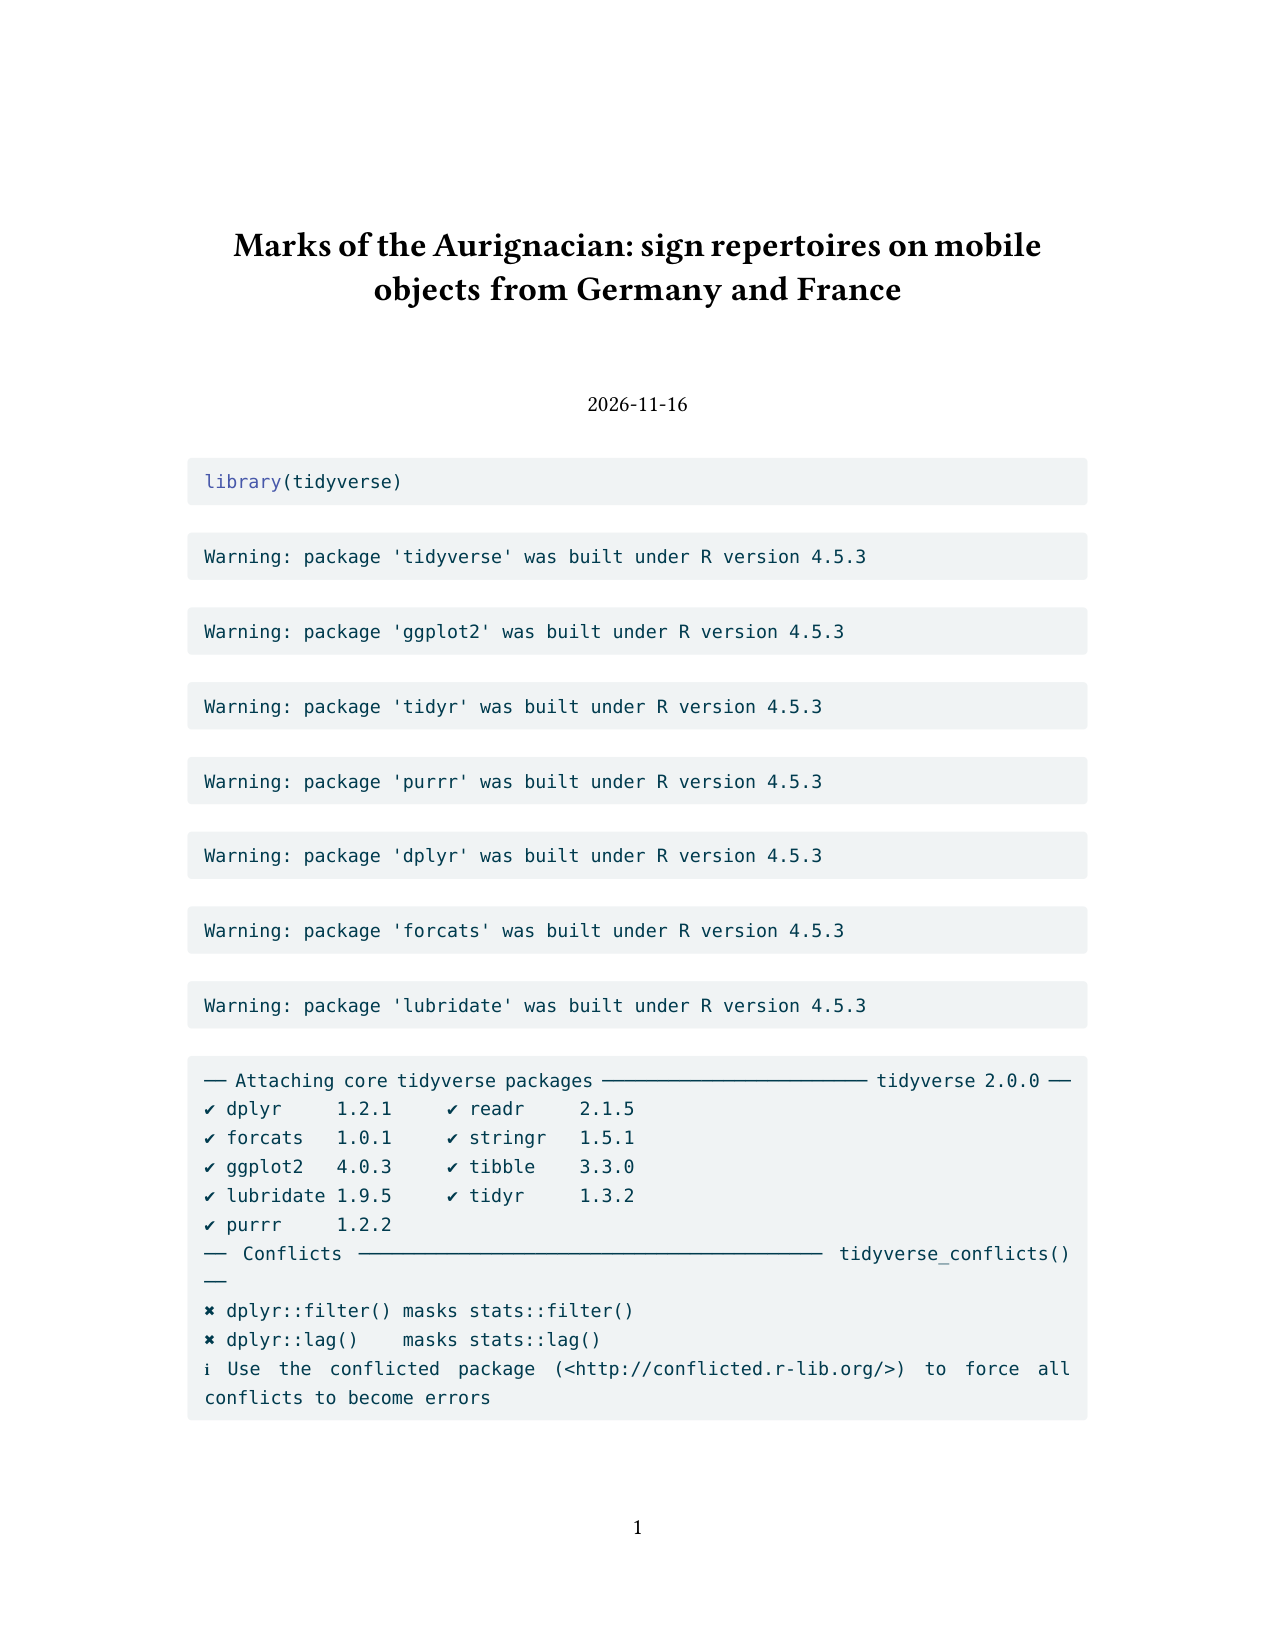 Marks of the Aurignacian: sign repertoires on mobile
objects from Germany and France
2026-11-16
library(tidyverse)
Warning: package 'tidyverse' was built under R version 4.5.3
Warning: package 'ggplot2' was built under R version 4.5.3
Warning: package 'tidyr' was built under R version 4.5.3
Warning: package 'purrr' was built under R version 4.5.3
Warning: package 'dplyr' was built under R version 4.5.3
Warning: package 'forcats' was built under R version 4.5.3
Warning: package 'lubridate' was built under R version 4.5.3
── Attaching core tidyverse packages ──────────────────────── tidyverse 2.0.0 ──
✔ dplyr     1.2.1     ✔ readr     2.1.5
✔ forcats   1.0.1     ✔ stringr   1.5.1
✔ ggplot2   4.0.3     ✔ tibble    3.3.0
✔ lubridate 1.9.5     ✔ tidyr     1.3.2
✔ purrr     1.2.2
── Conflicts ────────────────────────────────────────── tidyverse_conflicts()
──
✖ dplyr::filter() masks stats::filter()
✖ dplyr::lag()    masks stats::lag()
ℹ Use the conflicted package (<http://conflicted.r-lib.org/>) to force all
conflicts to become errors
1